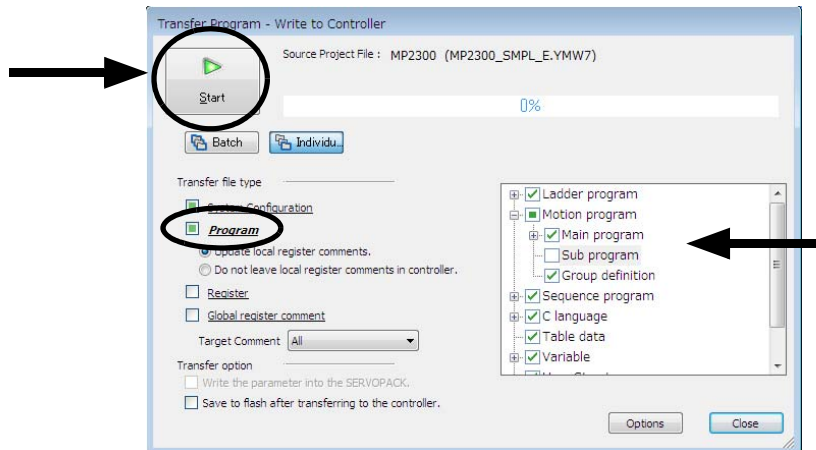 Transfer Program - Write to Controller
Source Project File : MP2300 (MP2300_SMPL_E.YMW7)
Start
0%
Batch
Individu..
Transfer file type
System Configuration
Program
Update local register comments.
Do not leave local register comments in controller.
Register
Global register comment
Target Comment
All
Transfer option
Write the parameter into the SERVOPACK.
Save to flash after transferring to the controller.
Ladder program
Motion program
Main program
Sub program
Group definition
Sequence program
C language
Table data
Variable
Options
Close